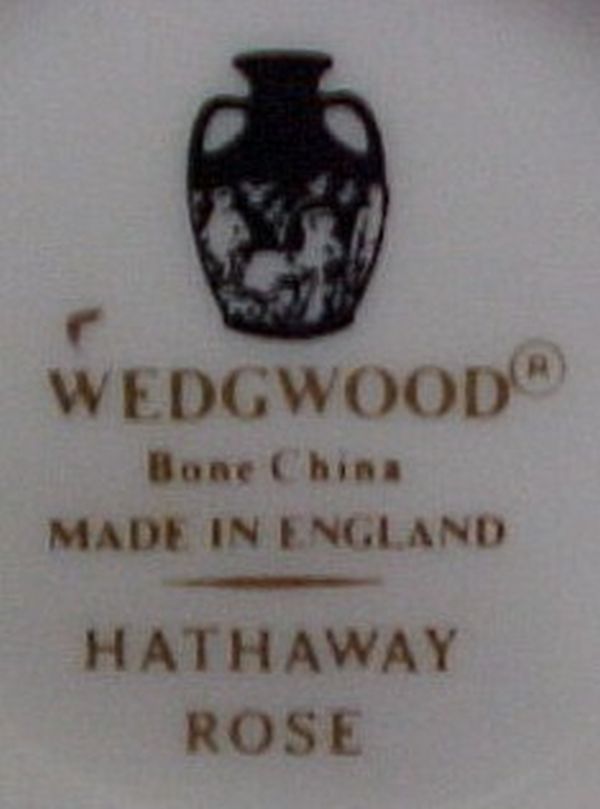 WEDGWOOD®
Bone China
MADE IN ENGLAND
HATHAWAY
ROSE